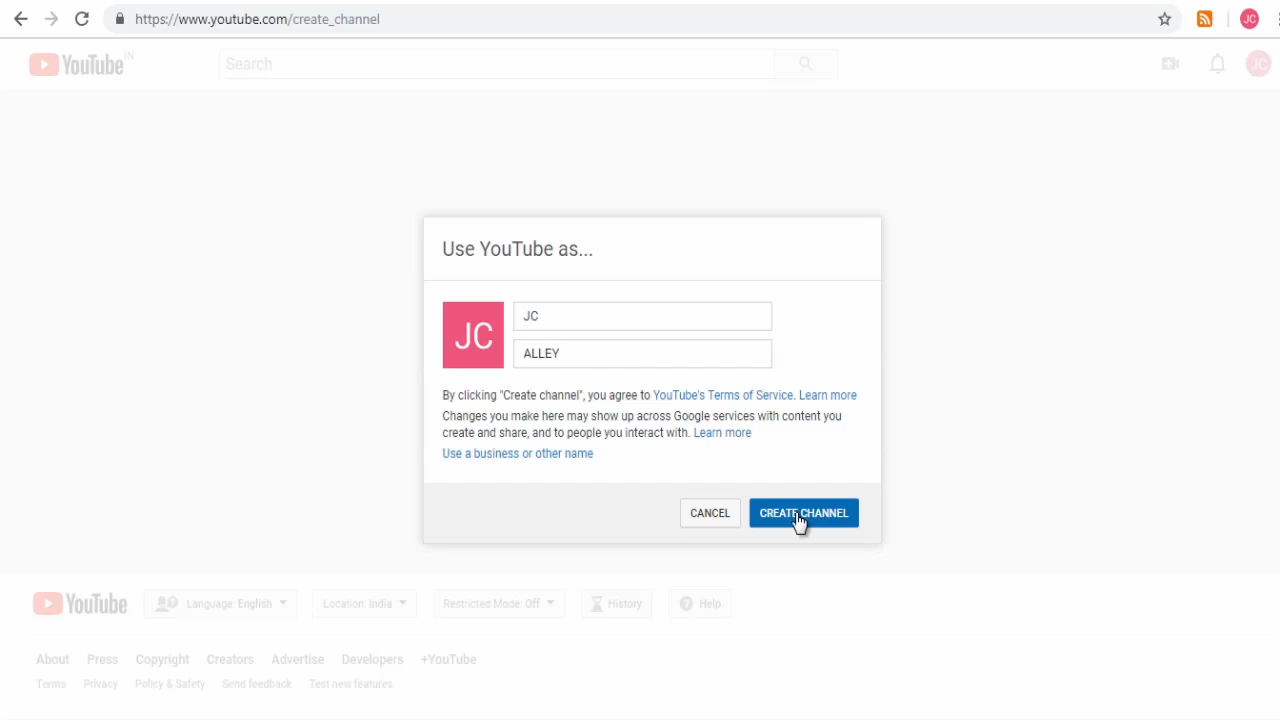 https://www.youtube.com/create_channel
JC
YouTube IN
Search
JC
Use YouTube as...
JC
JC
ALLEY
By clicking "Create channel", you agree to YouTube's Terms of Service. Learn more
Changes you make here may show up across Google services with content you
create and share, and to people you interact with. Learn more
Use a business or other name
CANCEL
CREATE CHANNEL
YouTube
Language: English
Location: India
Restricted Mode: Off
History
Help
About Press Copyright Creators Advertise Developers +YouTube
Terms Privacy Policy & Safety Send feedback Test new features